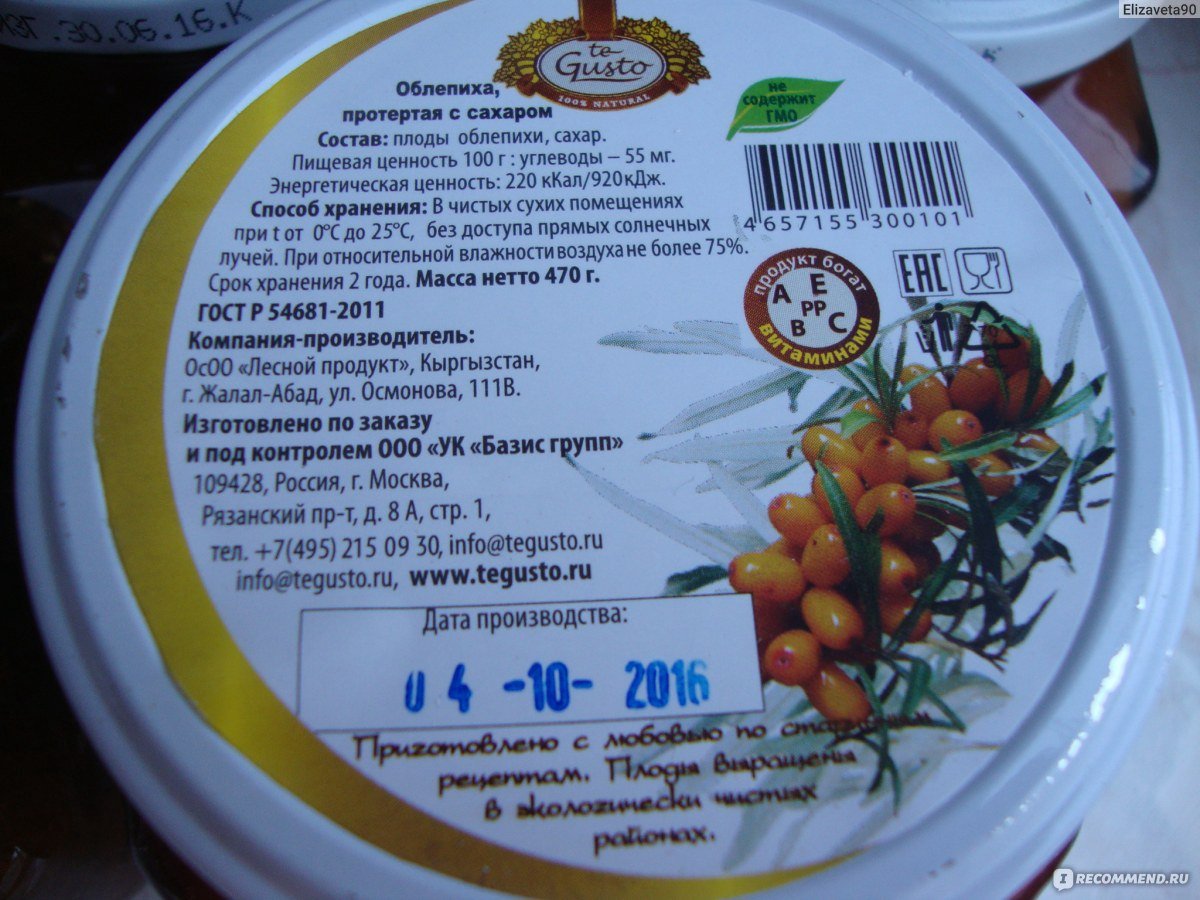 Elizaveta90
изг.30.06.16.К
te
Gusto
100% NATURAL
Облепиха,
протертая с сахаром
не
содержит
ГМО
Состав: плоды облепихи, сахар.
Пищевая ценность 100 г : углеводы – 55 мг.
Энергетическая ценность: 220 кКал/920кДж.
Способ хранения: В чистых сухих помещениях
при t от 0°С до 25°С, без доступа прямых солнечных
лучей. При относительной влажности воздуха не более 75%.
Срок хранения 2 года. Масса нетто 470 г.
ГОСТ Р 54681-2011
4 657155 300101
продукт богат
A E
PP
B C
витаминами
EAC
Компания-производитель:
ОсОО «Лесной продукт», Кыргызстан,
г. Жалал-Абад, ул. Осмонова, 111В.
Изготовлено по заказу
и под контролем ООО «УК «Базис групп»
109428, Россия, г. Москва,
Рязанский пр-т, д. 8 А, стр. 1,
тел. +7(495) 215 09 30, info@tegusto.ru
info@tegusto.ru, www.tegusto.ru
Дата производства:
04 -10- 2016
Приготовлено с любовью по старинным
рецептам. Плоды выращены
в экологически чистых
районах.
I RECOMMEND.RU